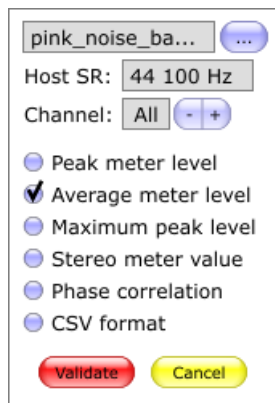 pink_noise_ba... ...
Host SR: 44 100 Hz
Channel: All - +
Peak meter level
Average meter level
Maximum peak level
Stereo meter value
Phase correlation
CSV format
Validate Cancel